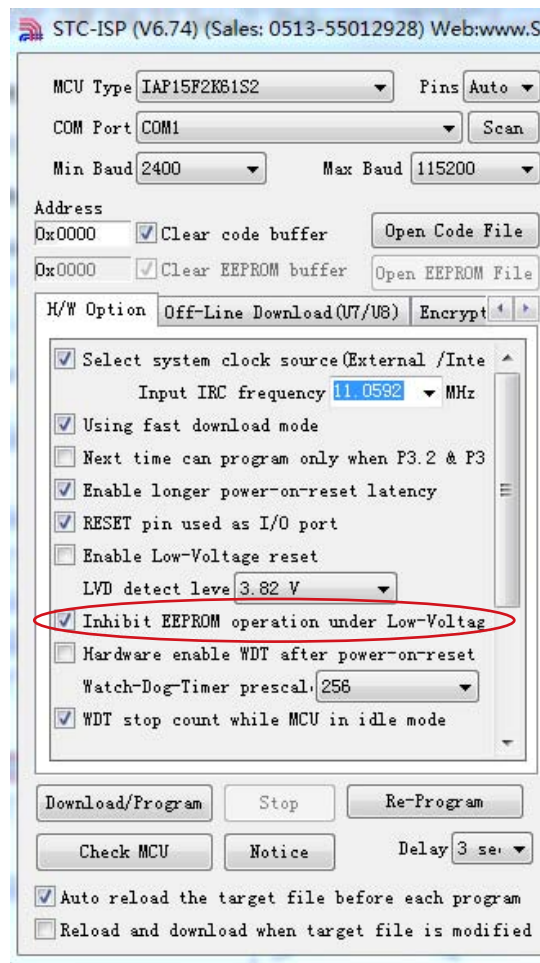 STC-ISP (V6.74) (Sales: 0513-55012928) Web:www.S
MCU Type IAP15F2K61S2 Pins Auto
COM Port COM1 Scan
Min Baud 2400 Max Baud 115200
Address
0x0000 Clear code buffer Open Code File
0x0000 Clear EEPROM buffer Open EEPROM File
H/W Option Off-Line Download(U7/U8) Encrypt
Select system clock source(External /Inte
Input IRC frequency 11.0592 MHz
Using fast download mode
Next time can program only when P3.2 & P3
Enable longer power-on-reset latency
RESET pin used as I/O port
Enable Low-Voltage reset
LVD detect leve 3.82 V
Inhibit EEPROM operation under Low-Voltag
Hardware enable WDT after power-on-reset
Watch-Dog-Timer prescal 256
WDT stop count while MCU in idle mode
Download/Program Stop Re-Program
Check MCU Notice Delay 3 se
Auto reload the target file before each program
Reload and download when target file is modified